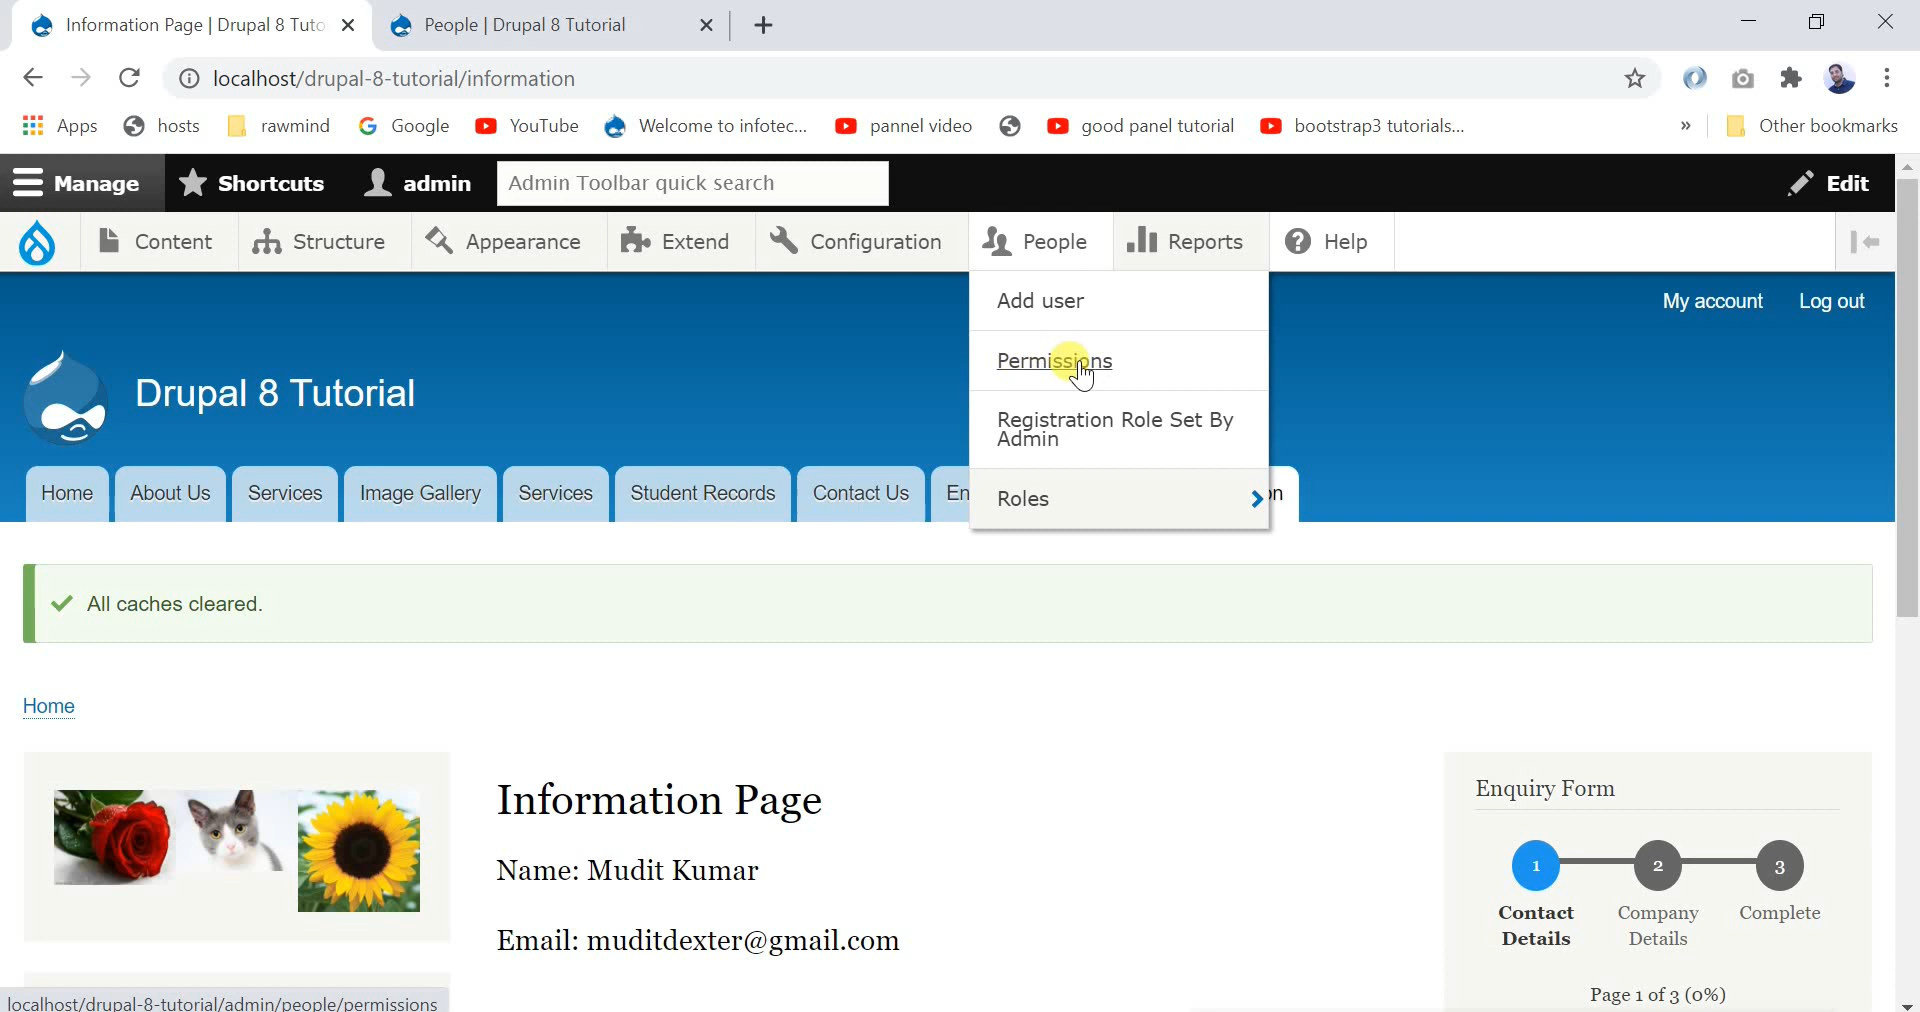 Information Page | Drupal 8 Tuto
People | Drupal 8 Tutorial
localhost/drupal-8-tutorial/information
Apps hosts rawmind Google YouTube Welcome to infotec... pannel video good panel tutorial bootstrap3 tutorials... » Other bookmarks
Manage Shortcuts admin Admin Toolbar quick search Edit
Content Structure Appearance Extend Configuration People Reports Help
Add user
My account Log out
Permissions
Drupal 8 Tutorial
Registration Role Set By
Admin
Roles
Home About Us Services Image Gallery Services Student Records Contact Us En on
All caches cleared.
Home
Information Page
Name: Mudit Kumar
Email: muditdexter@gmail.com
Enquiry Form
1 2 3
Contact Company Complete
Details Details
Page 1 of 3 (0%)
localhost/drupal-8-tutorial/admin/people/permissions